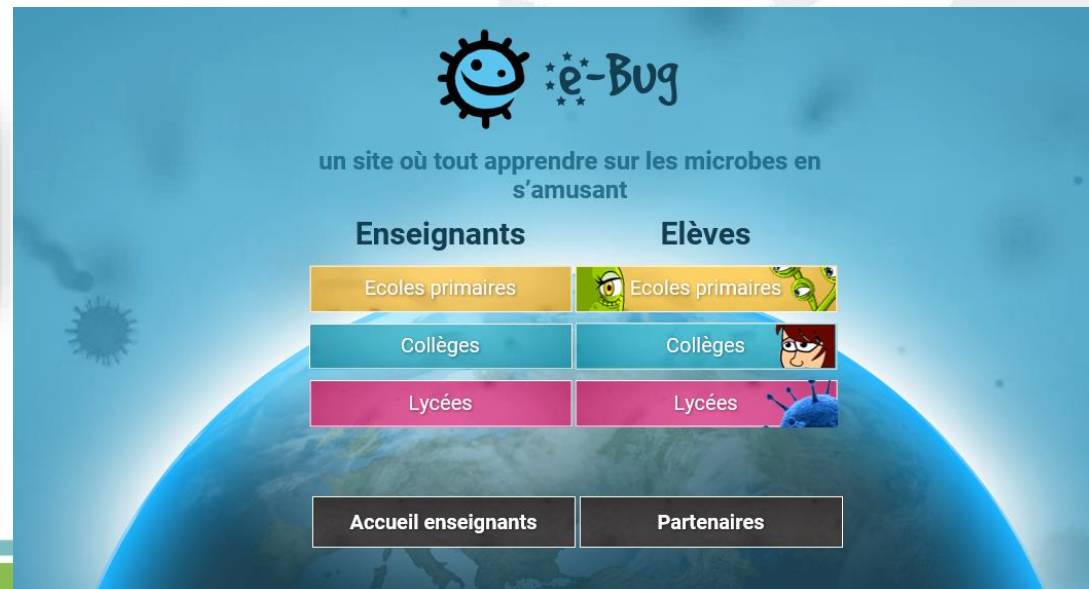 e-Bug
un site où tout apprendre sur les microbes en
s'amusant
Enseignants Elèves
Ecoles primaires Ecoles primaires
Collèges Collèges
Lycées Lycées
Accueil enseignants Partenaires